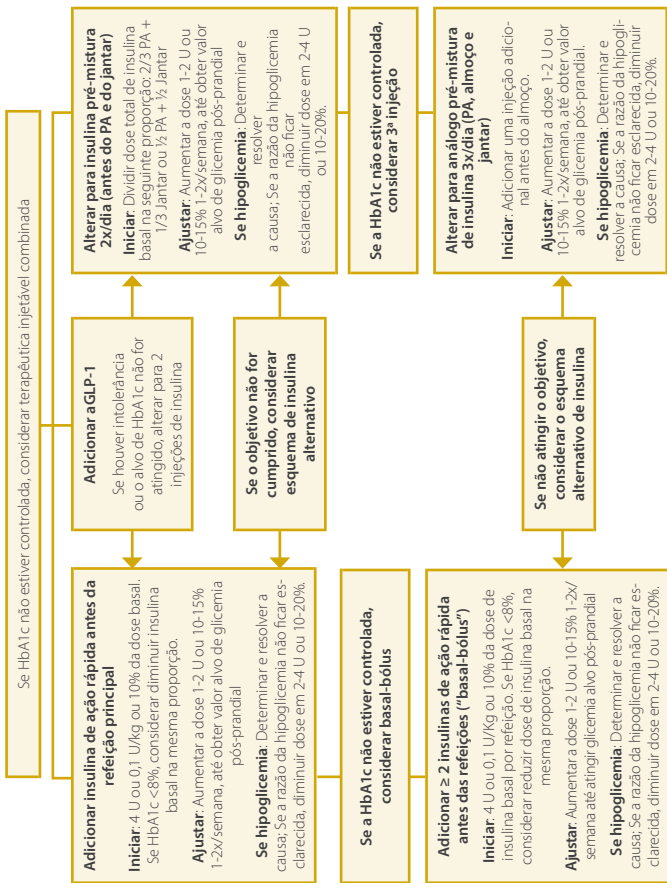 Se HbA1c não estiver controlada, considerar terapêutica injetável combinada
Adicionar insulina de ação rápida antes da
refeição principal
Iniciar: 4 U ou 0,1 U/kg ou 10% da dose basal.
Se HbA1c <8%, considerar diminuir insulina
basal na mesma proporção.
Ajustar: Aumentar a dose 1-2 U ou 10-15%
1-2x/semana, até obter valor alvo de glicemia
pós-prandial
Se hipoglicemia: Determinar e resolver a
causa; Se a razão da hipoglicemia não ficar es-
clarecida, diminuir dose em 2-4 U ou 10-20%.
Adicionar aGLP-1
Se houver intolerância
ou o alvo de HbA1c não for
atingido, alterar para 2
injeções de insulina
Alterar para insulina pré-mistura
2x/dia (antes do PA e do jantar)
Iniciar: Dividir dose total de insulina
basal na seguinte proporção: 2/3 PA +
1/3 Jantar ou ½ PA + ½ Jantar
Ajustar: Aumentar a dose 1-2 U ou
10-15% 1-2x/semana, até obter valor
alvo de glicemia pós-prandial
Se hipoglicemia: Determinar e
resolver
a causa; Se a razão da hipoglicemia
não ficar
esclarecida, diminuir dose em 2-4 U
ou 10-20%.
Se o objetivo não for
cumprido, considerar
esquema de insulina
alternativo
Se a HbA1c não estiver controlada,
considerar basal-bólus
Se a HbA1c não estiver controlada,
considerar 3ª injeção
Adicionar ≥ 2 insulinas de ação rápida
antes das refeições ("basal-bólus")
Iniciar: 4 U ou 0,1 U/Kg ou 10% da dose de
insulina basal por refeição. Se HbA1c <8%,
considerar reduzir dose de insulina basal na
mesma proporção.
Ajustar: Aumentar a dose 1-2 U ou 10-15% 1-2x/
semana até atingir glicemia alvo pós-prandial
Se hipoglicemia: Determinar e resolver a
causa; Se a razão da hipoglicemia não ficar es-
clarecida, diminuir dose em 2-4 U ou 10-20%.
Se não atingir o objetivo,
considerar o esquema
alternativo de insulina
Alterar para análogo pré-mistura
de insulina 3x/dia (PA, almoço e
jantar)
Iniciar: Adicionar uma injeção adicio-
nal antes do almoço.
Ajustar: Aumentar a dose 1-2 U ou
10-15% 1-2x/semana, até obter valor
alvo de glicemia pós-prandial.
Se hipoglicemia: Determinar e
resolver a causa; Se a razão da hipogli-
cemia não ficar esclarecida, diminuir
dose em 2-4 U ou 10-20%.